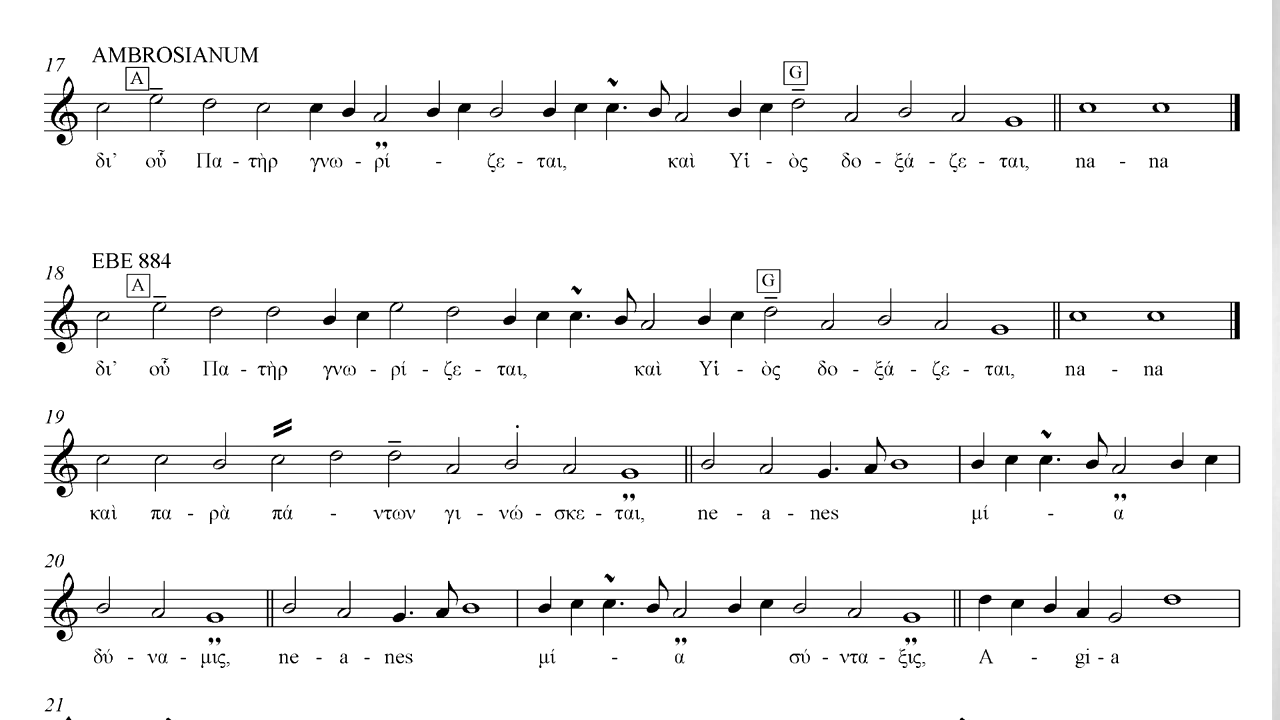 AMBROSIANUM
17
A G
δι’ οὗ Πα - τὴρ γνω - ρί - ζε - ται, καὶ Υἱ - ὸς δο - ξά - ζε - ται, na - na
EBE 884
18
A G
δι’ οὗ Πα - τὴρ γνω - ρί - ζε - ται, καὶ Υἱ - ὸς δο - ξά - ζε - ται, na - na
19
καὶ πα - ρὰ πά - ντων γι - νώ - σκε - ται, ne - a - nes μί - α
20
δύ - να - μις, ne - a - nes μί - α σύ - ντα - ξις, A - gi - a
21